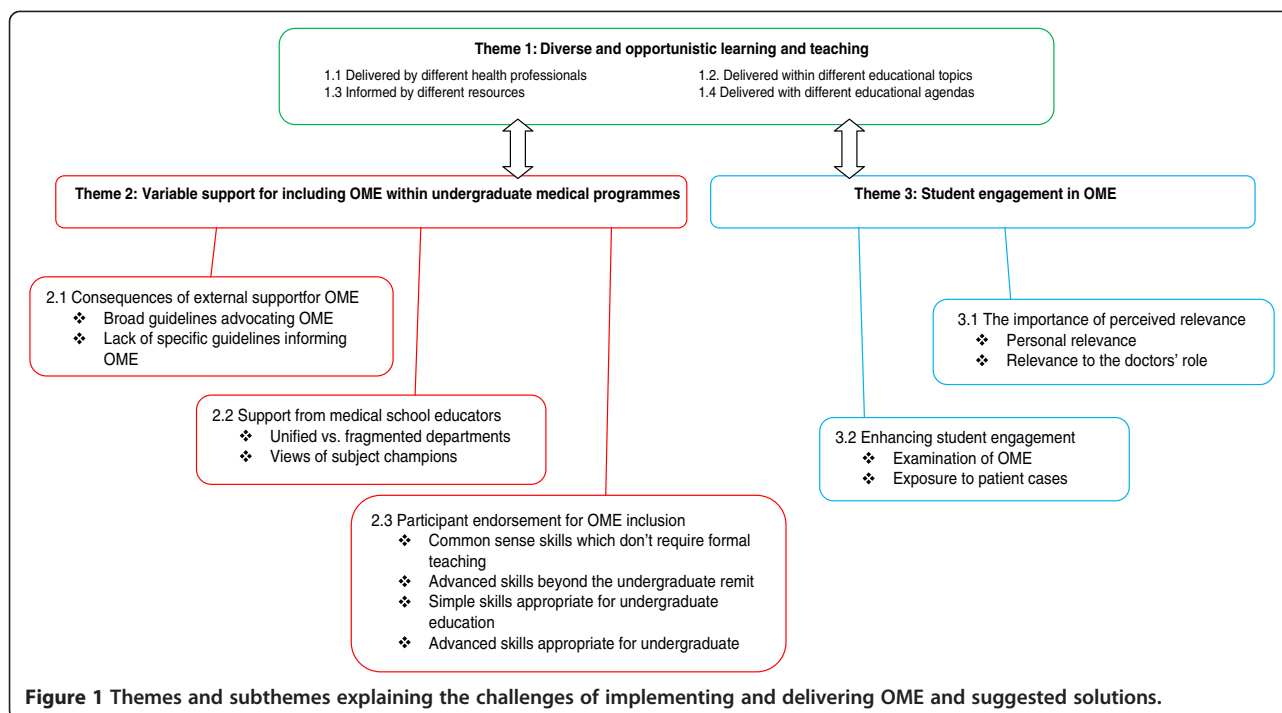 Theme 1: Diverse and opportunistic learning and teaching
1.1 Delivered by different health professionals
1.2. Delivered within different educational topics
1.3 Informed by different resources
1.4 Delivered with different educational agendas
Theme 2: Variable support for including OME within undergraduate medical programmes
Theme 3: Student engagement in OME
2.1 Consequences of external supportfor OME
❖ Broad guidelines advocating OME
❖ Lack of specific guidelines informing
OME
2.2 Support from medical school educators
❖ Unified vs. fragmented departments
❖ Views of subject champions
2.3 Participant endorsement for OME inclusion
❖ Common sense skills which don’t require formal
teaching
❖ Advanced skills beyond the undergraduate remit
❖ Simple skills appropriate for undergraduate
education
❖ Advanced skills appropriate for undergraduate
3.1 The importance of perceived relevance
❖ Personal relevance
❖ Relevance to the doctors’ role
3.2 Enhancing student engagement
❖ Examination of OME
❖ Exposure to patient cases
Figure 1 Themes and subthemes explaining the challenges of implementing and delivering OME and suggested solutions.